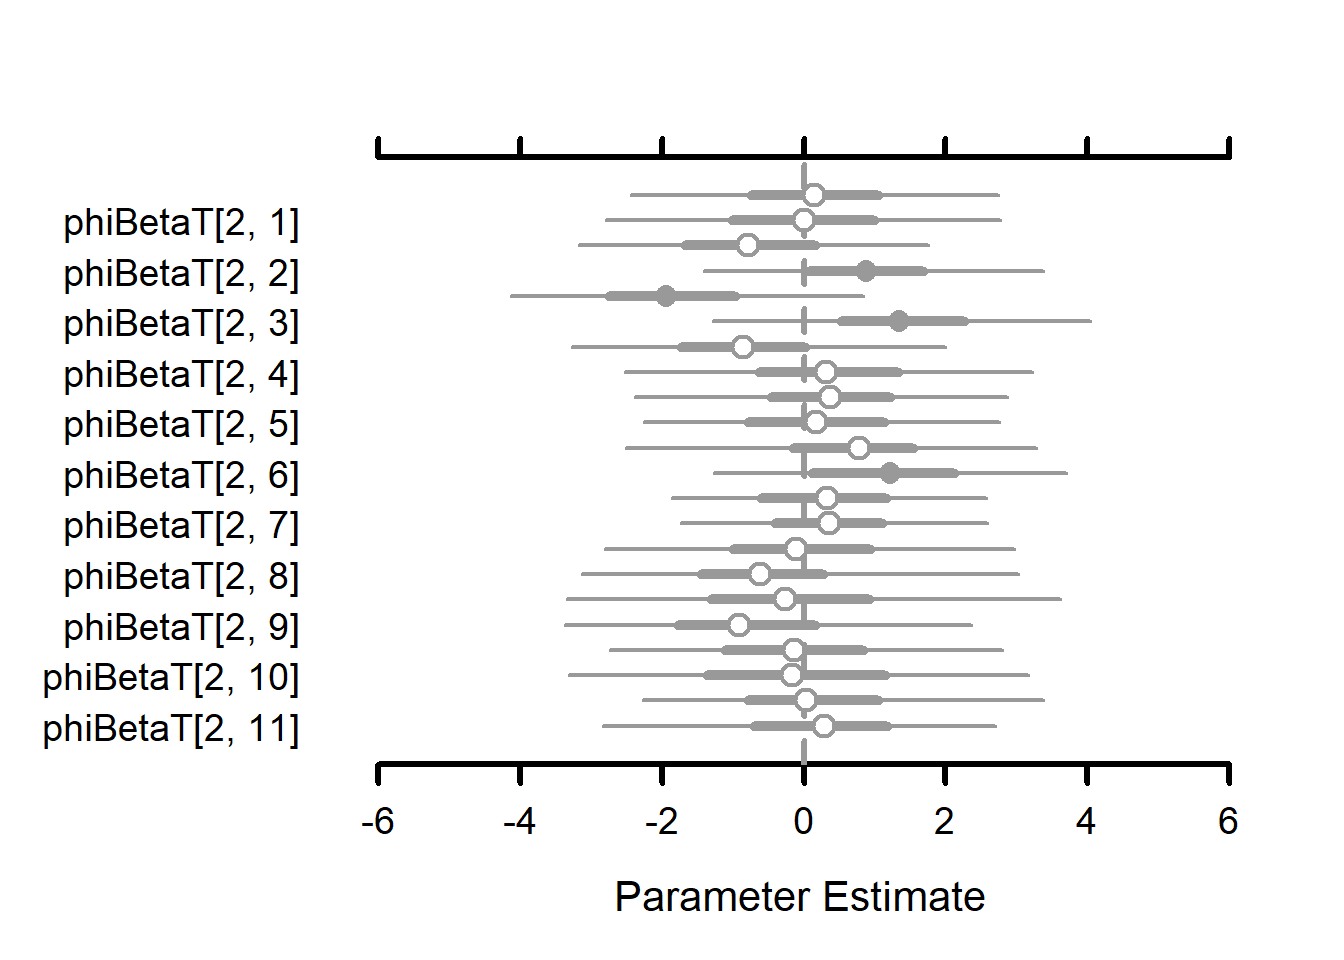 phiBetaT[2, 1]
phiBetaT[2, 2]
phiBetaT[2, 3]
phiBetaT[2, 4]
phiBetaT[2, 5]
phiBetaT[2, 6]
phiBetaT[2, 7]
phiBetaT[2, 8]
phiBetaT[2, 9]
phiBetaT[2, 10]
phiBetaT[2, 11]
-6 -4 -2 0 2 4 6
Parameter Estimate